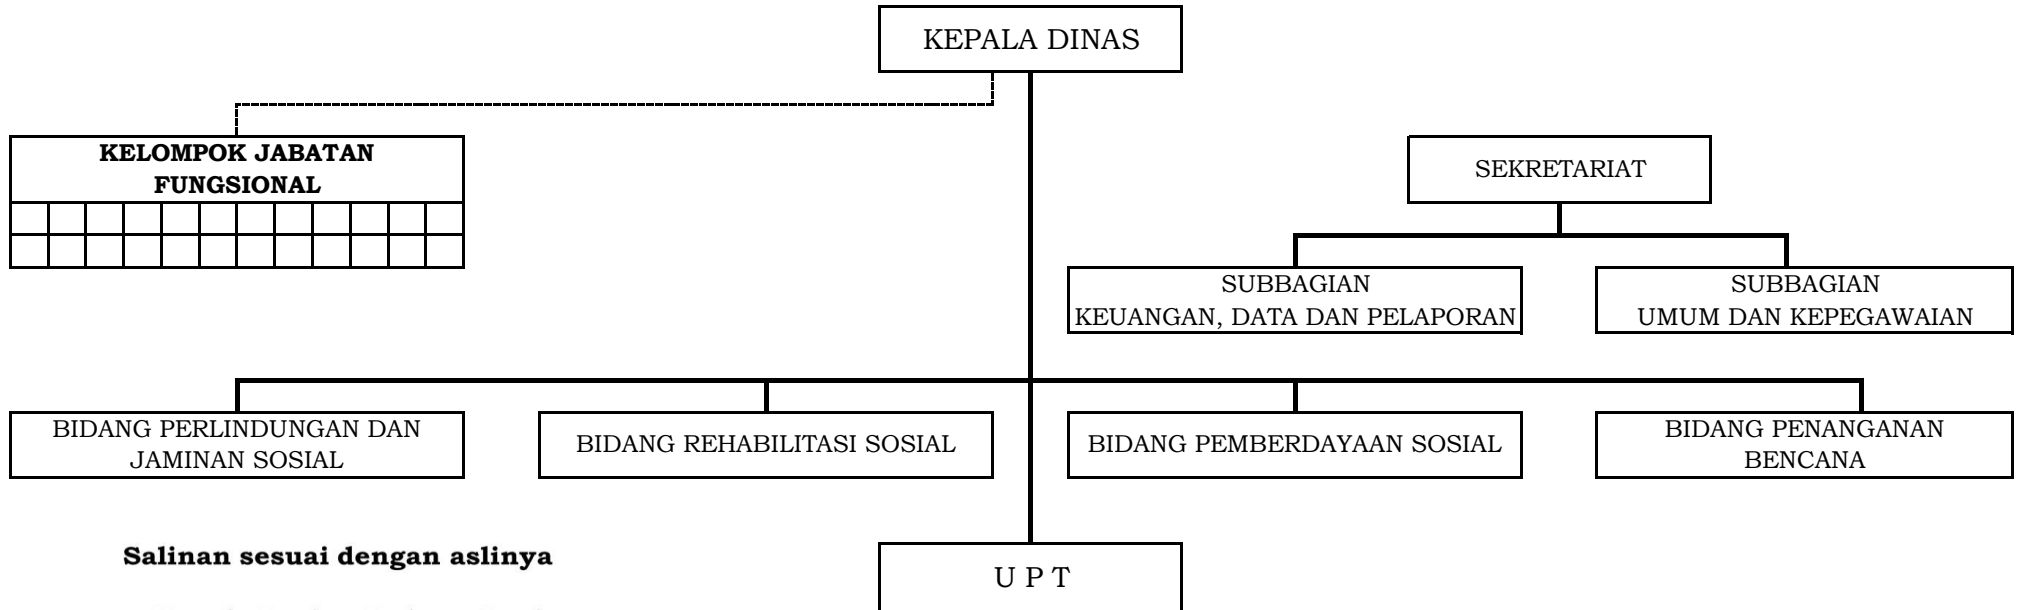 KEPALA DINAS
KELOMPOK JABATAN
FUNGSIONAL
SEKRETARIAT
SUBBAGIAN
KEUANGAN, DATA DAN PELAPORAN
SUBBAGIAN
UMUM DAN KEPEGAWAIAN
BIDANG PERLINDUNGAN DAN
JAMINAN SOSIAL
BIDANG REHABILITASI SOSIAL
BIDANG PEMBERDAYAAN SOSIAL
BIDANG PENANGANAN
BENCANA
Salinan sesuai dengan aslinya
U P T